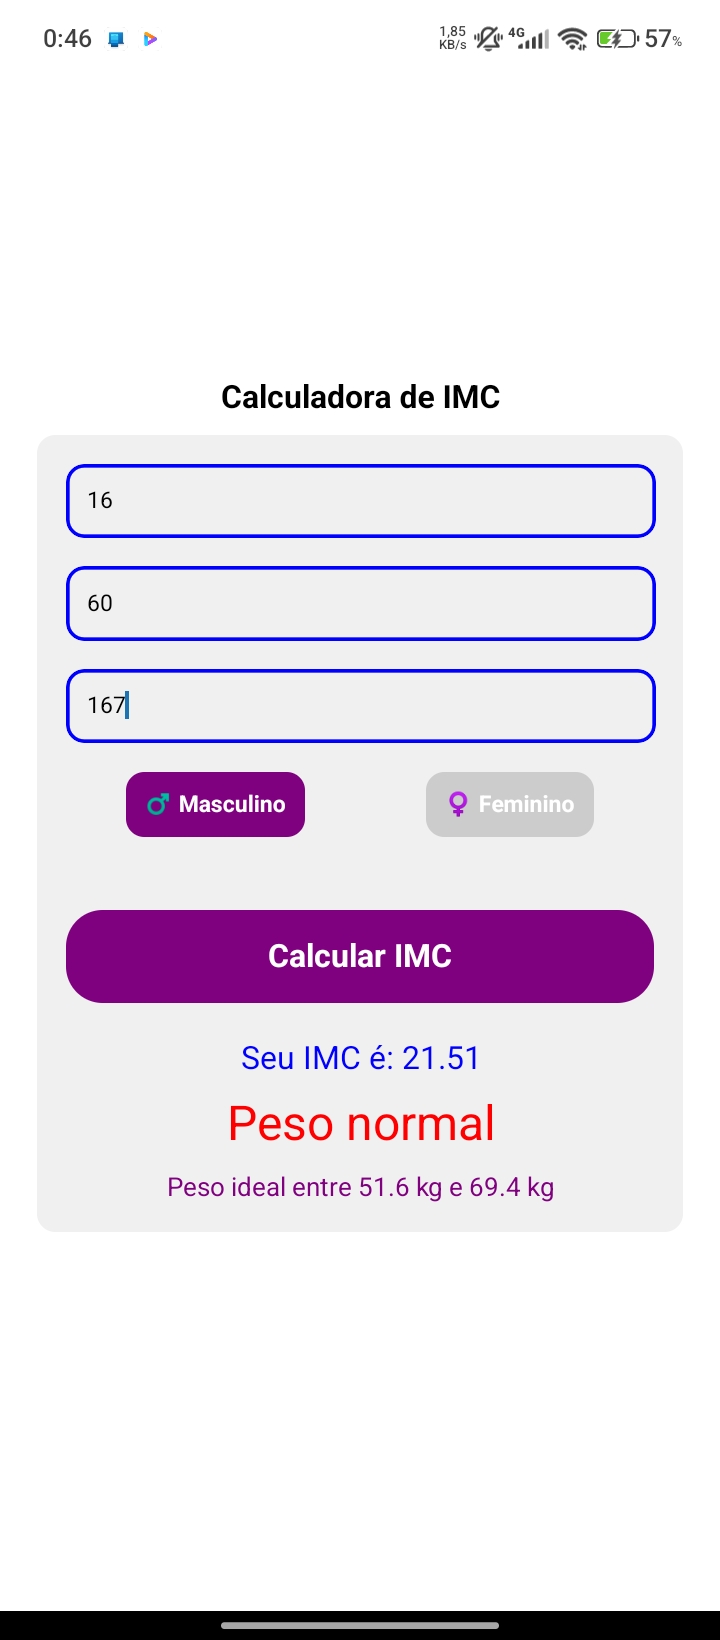 0:46 1,85 KB/s 4G 57%
Calculadora de IMC
16
60
167
Masculino Feminino
Calcular IMC
Seu IMC é: 21.51
Peso normal
Peso ideal entre 51.6 kg e 69.4 kg